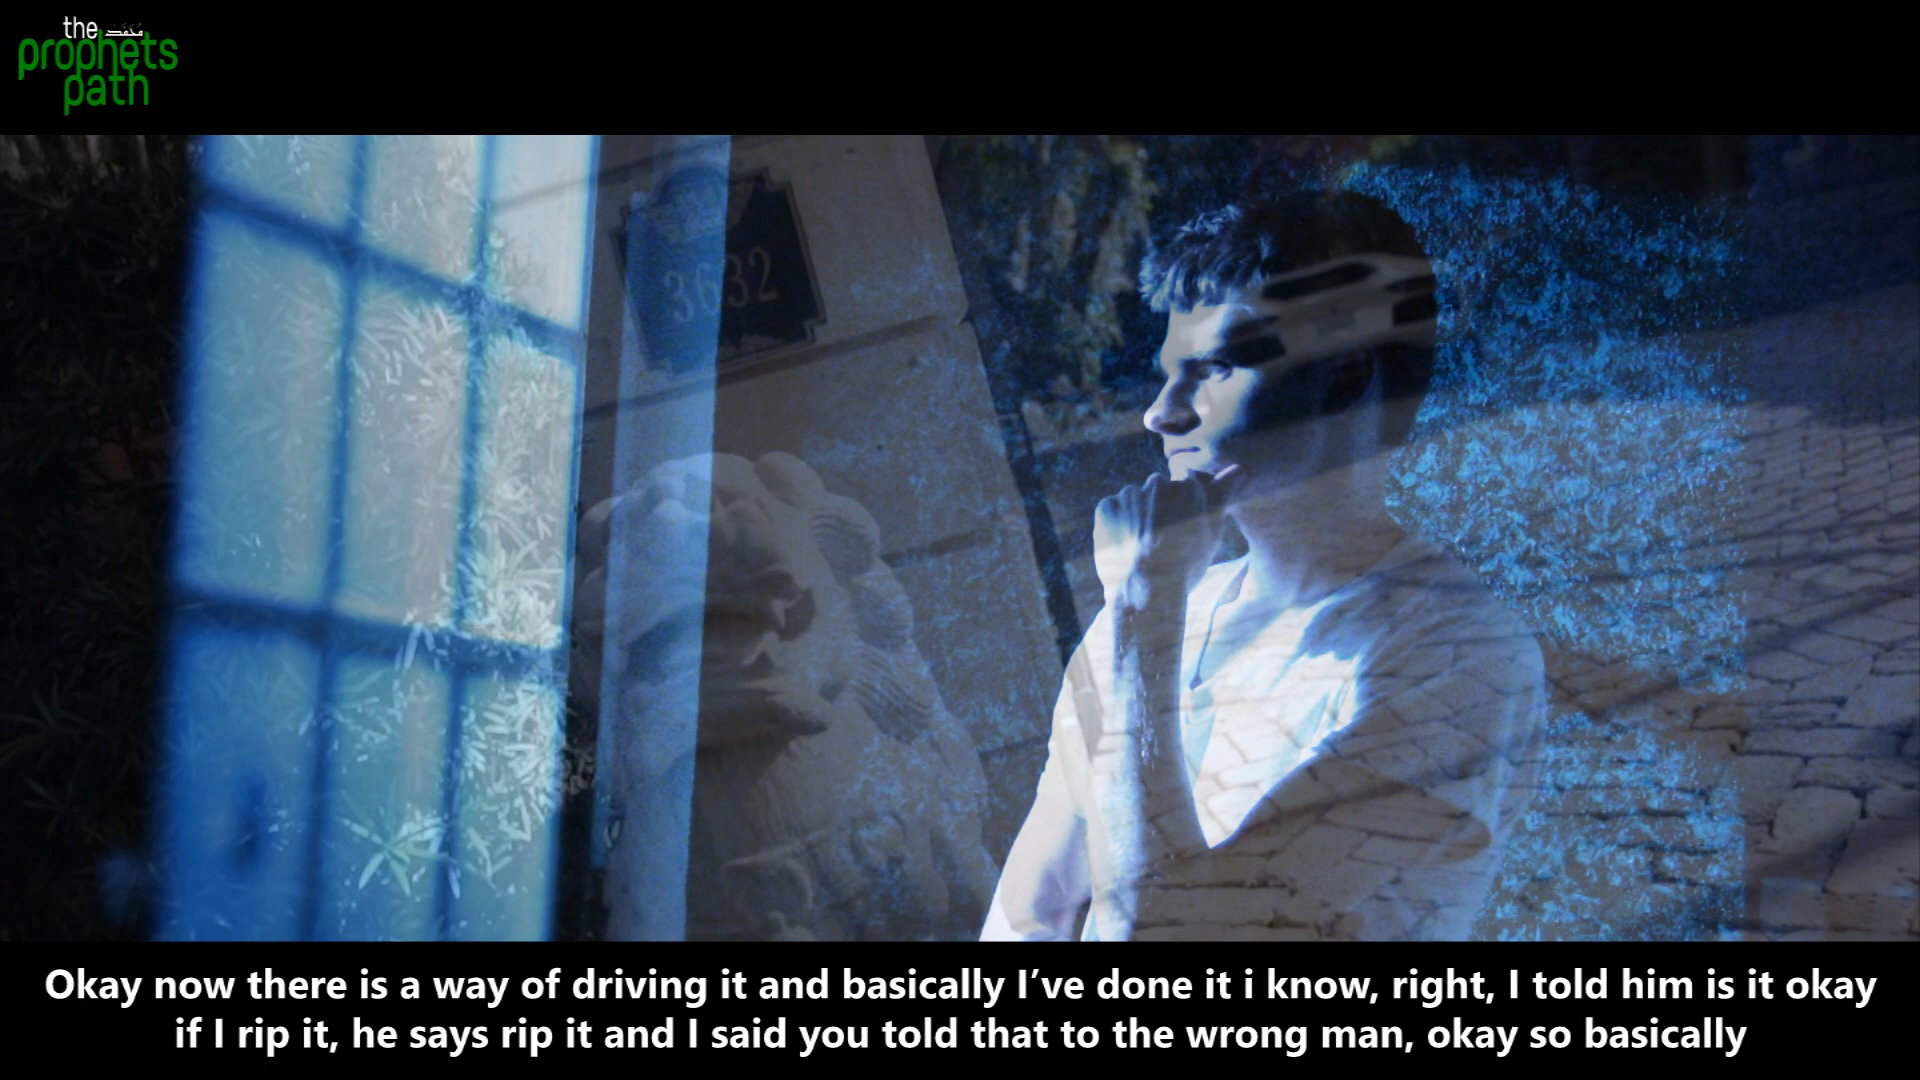 the
prophets
path
3632
Okay now there is a way of driving it and basically I’ve done it i know, right, I told him is it okay
if I rip it, he says rip it and I said you told that to the wrong man, okay so basically